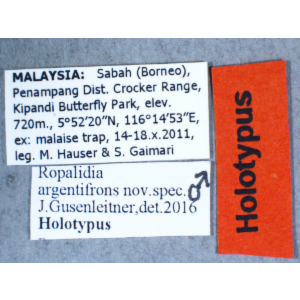 MALAYSIA: Sabah (Borneo),
Penampang Dist. Crocker Range,
Kipandi Butterfly Park, elev.
720m., 5°52'20"N, 116°14'53"E,
ex: malaise trap, 14-18.x.2011,
leg. M. Hauser & S. Gaimari
Ropalidia
argentifrons nov.spec.♂
J.Gusenleitner,det.2016
Holotypus
Holotypus